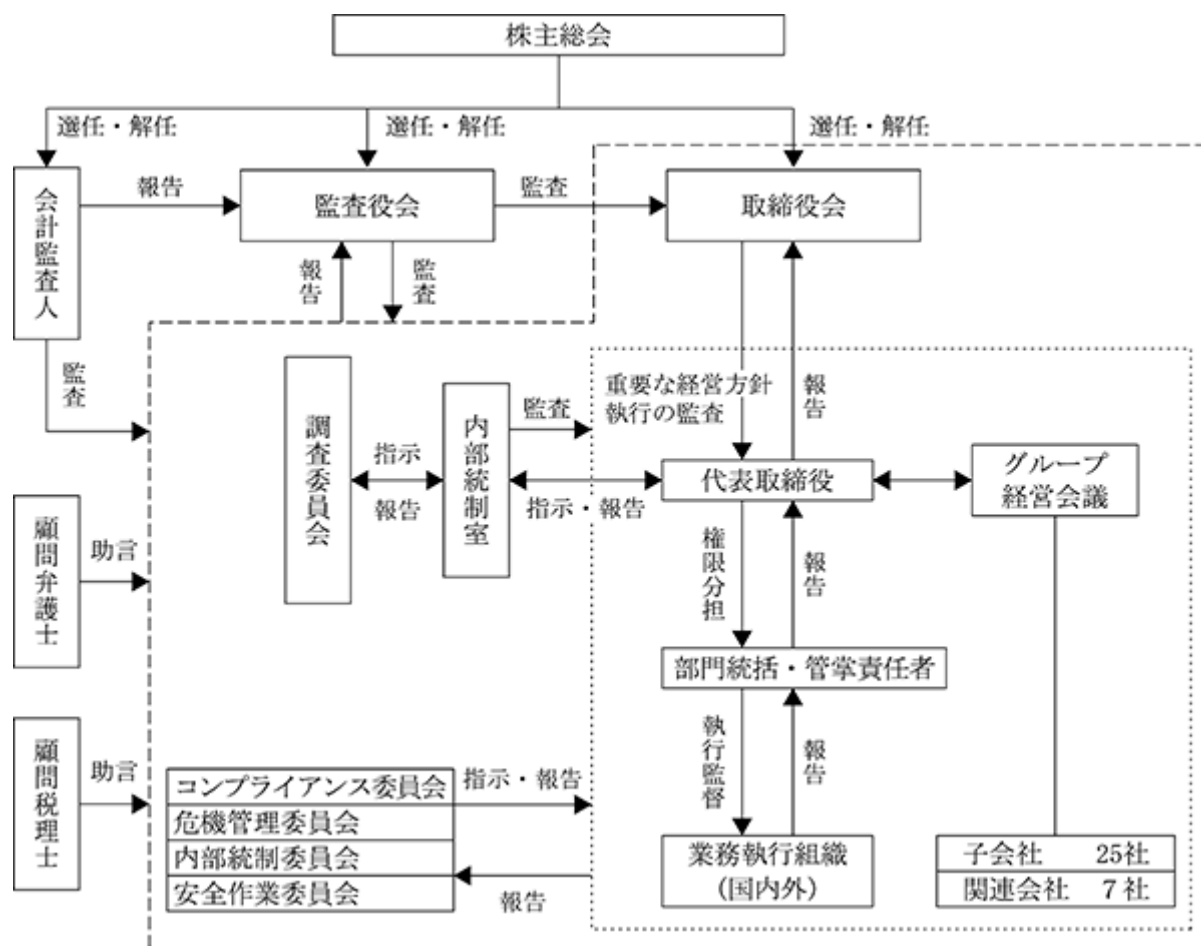 株主総会
選任・解任
選任・解任
選任・解任
会計監査人
報告
監査役会
監査
取締役会
報告
監査
監査
重要な経営方針
執行の監査
報告
調査委員会
指示
報告
内部統制室
監査
指示・報告
代表取締役
グループ
経営会議
顧問弁護士
助言
権限分担
報告
部門統括・管掌責任者
顧問税理士
助言
執行監督
報告
コンプライアンス委員会
危機管理委員会
内部統制委員会
安全作業委員会
指示・報告
報告
業務執行組織
(国内外)
子会社 25社
関連会社 7社